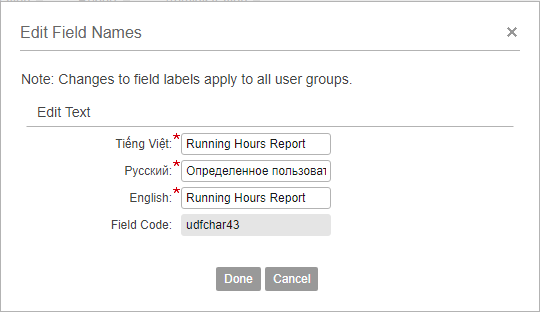 Edit Field Names
Note: Changes to field labels apply to all user groups.
Edit Text
Tiếng Việt:* Running Hours Report
Русский:* Определенное пользоват
English:* Running Hours Report
Field Code: udfchar43
Done Cancel